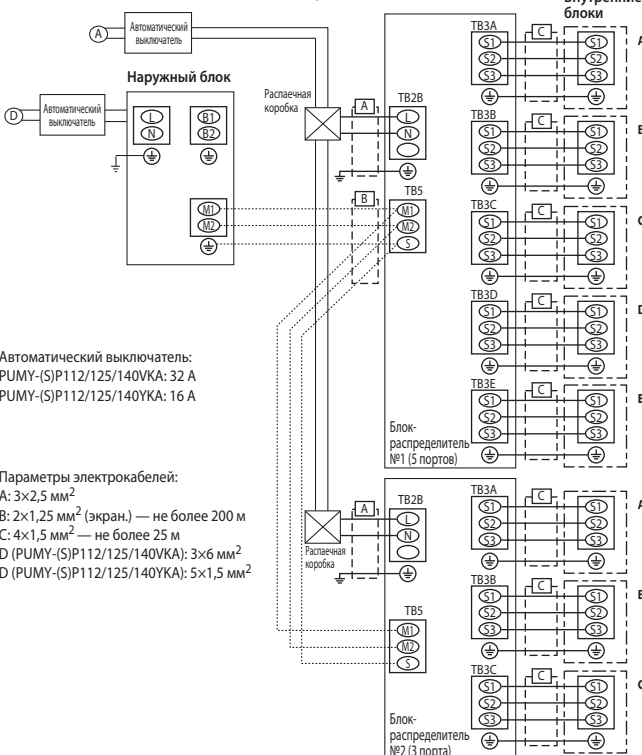 Внутренние
блоки
A
Автоматический
выключатель
Наружный блок
D
Автоматический
выключатель
L
N
B1
B2
M1
M2
Распаечная
коробка
A
TB2B
L
N
B
TB5
M1
M2
S
TB3A
C
S1 S1
S2 S2
S3 S3
A
TB3B
C
S1 S1
S2 S2
S3 S3
TB3C
C
S1 S1
S2 S2
S3 S3
TB3D
C
S1 S1
S2 S2
S3 S3
TB3E
C
S1 S1
S2 S2
S3 S3
Блок-
распределитель
№1 (5 портов)
Автоматический выключатель:
PUMY-(S)P112/125/140VKA: 32 A
PUMY-(S)P112/125/140YKA: 16 A
Параметры электрокабелей:
A: 3×2,5 мм2
B: 2×1,25 мм2 (экран.) — не более 200 м
C: 4×1,5 мм2 — не более 25 м
D (PUMY-(S)P112/125/140VKA): 3×6 мм2
D (PUMY-(S)P112/125/140YKA): 5×1,5 мм2
Распаечная
коробка
A
TB2B
L
N
TB5
M1
M2
S
TB3A
C
S1 S1
S2 S2
S3 S3
A
TB3B
C
S1 S1
S2 S2
S3 S3
TB3C
C
S1 S1
S2 S2
S3 S3
Блок-
распределитель
№2 (3 порта)